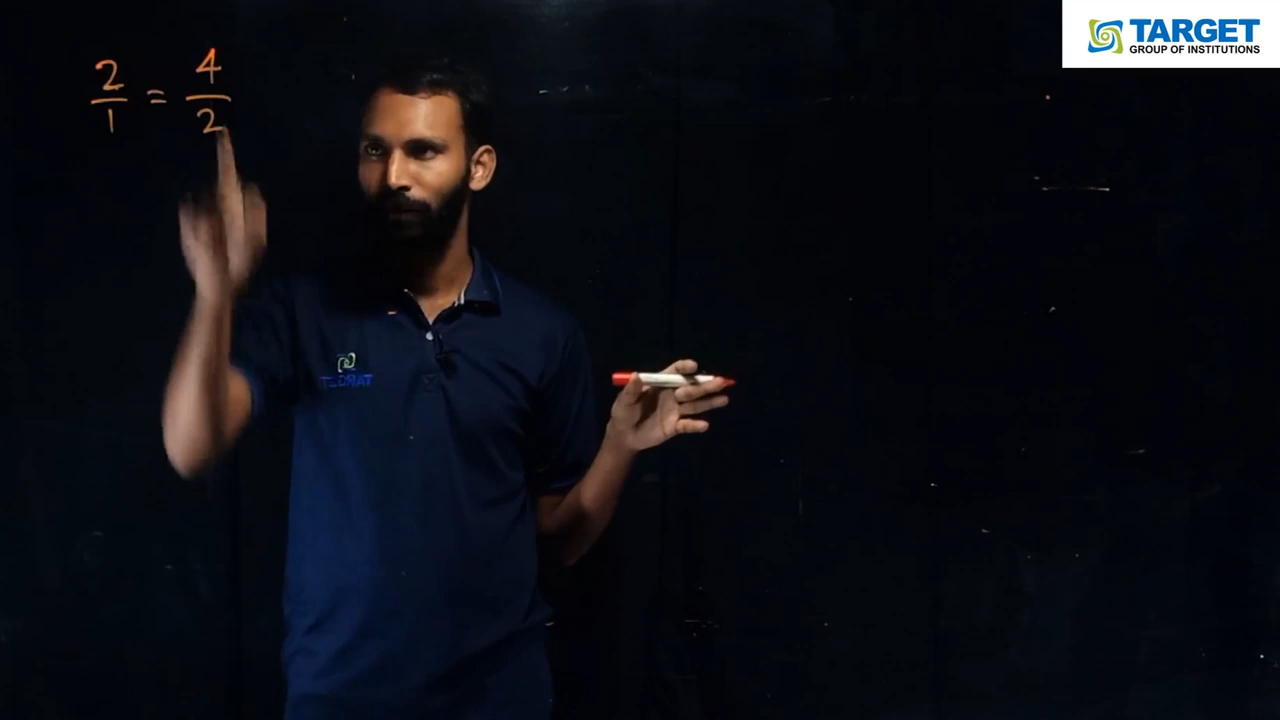 TARGET
GROUP OF INSTITUTIONS
2/1 = 4/2
TARGET